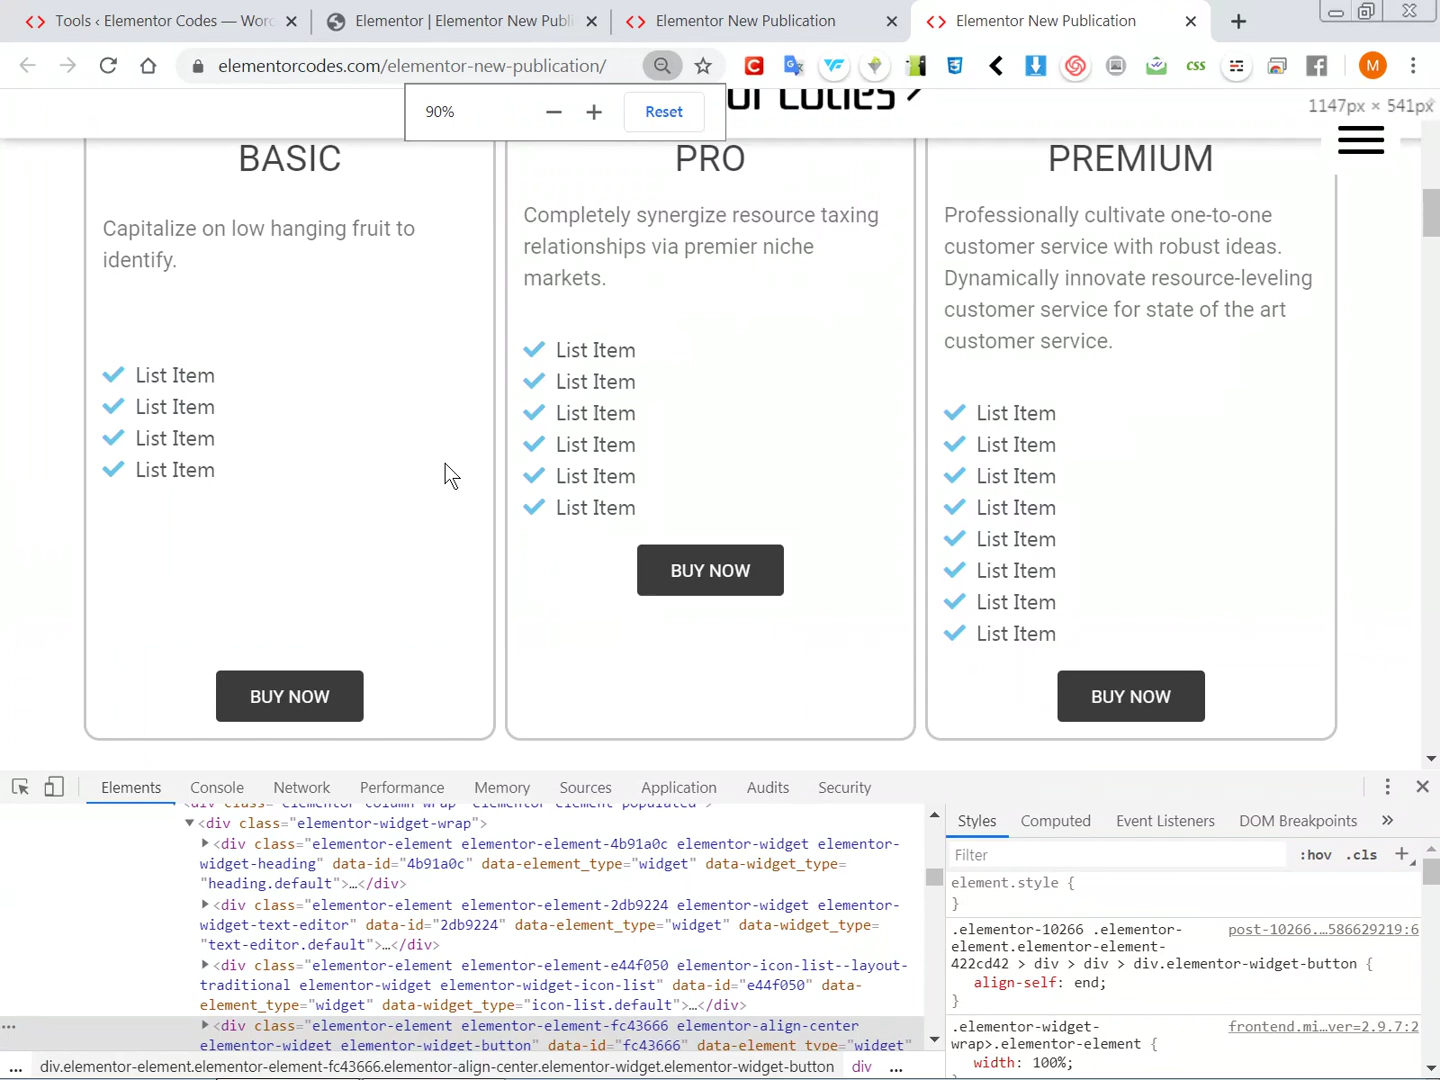 Tools ‹ Elementor Codes — Worc
Elementor | Elementor New Publi
Elementor New Publication
Elementor New Publication
elementorcodes.com/elementor-new-publication/
css
M
90%
Reset
1147px × 541px
BASIC
Capitalize on low hanging fruit to
identify.
List Item
List Item
List Item
List Item
BUY NOW
PRO
Completely synergize resource taxing
relationships via premier niche
markets.
List Item
List Item
List Item
List Item
List Item
List Item
BUY NOW
PREMIUM
Professionally cultivate one-to-one
customer service with robust ideas.
Dynamically innovate resource-leveling
customer service for state of the art
customer service.
List Item
List Item
List Item
List Item
List Item
List Item
List Item
List Item
BUY NOW
Elements Console Network Performance Memory Sources Application Audits Security
<div class="elementor-column-wrap elementor-element-populated">
<div class="elementor-widget-wrap">
<div class="elementor-element elementor-element-4b91a0c elementor-widget elementor-
widget-heading" data-id="4b91a0c" data-element_type="widget" data-widget_type=
"heading.default">…</div>
<div class="elementor-element elementor-element-2db9224 elementor-widget elementor-
widget-text-editor" data-id="2db9224" data-element_type="widget" data-widget_type=
"text-editor.default">…</div>
<div class="elementor-element elementor-element-e44f050 elementor-icon-list--layout-
traditional elementor-widget elementor-widget-icon-list" data-id="e44f050" data-
element_type="widget" data-widget_type="icon-list.default">…</div>
<div class="elementor-element elementor-element-fc43666 elementor-align-center
elementor-widget elementor-widget-button" data-id="fc43666" data-element_type="widget"
... div.elementor-element.elementor-element-fc43666.elementor-align-center.elementor-widget.elementor-widget-button div ...
Styles Computed Event Listeners DOM Breakpoints »
Filter :hov .cls +
element.style {
}
.elementor-10266 .elementor- post-10266.…586629219:6
element.elementor-element-
422cd42 > div > div > div.elementor-widget-button {
align-self: end;
}
.elementor-widget- frontend.mi…ver=2.9.7:2
wrap>.elementor-element {
width: 100%;